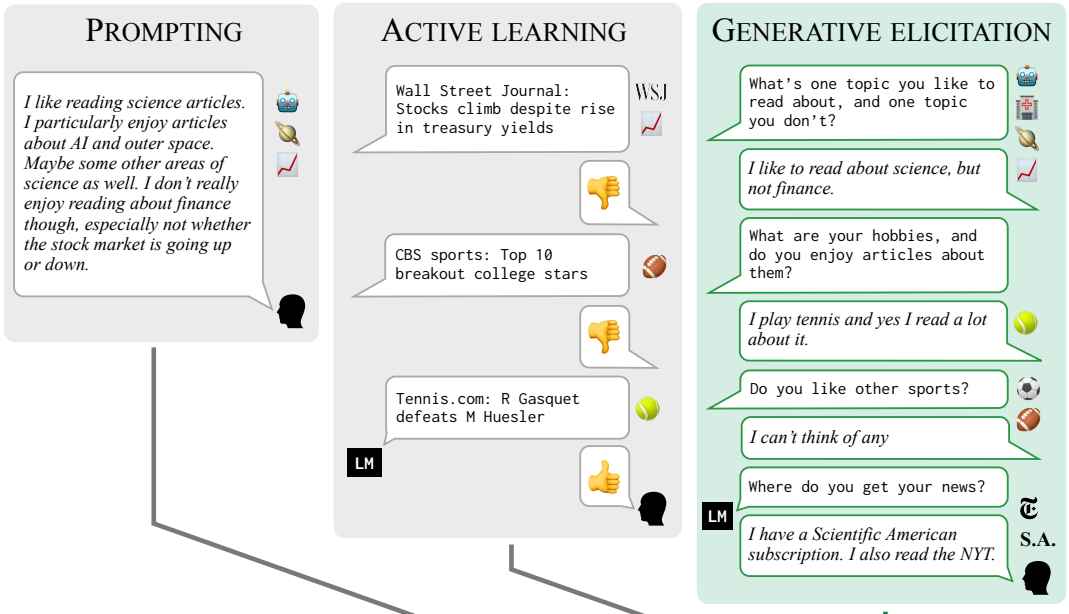 PROMPTING
I like reading science articles.
I particularly enjoy articles
about AI and outer space.
Maybe some other areas of
science as well. I don't really
enjoy reading about finance
though, especially not whether
the stock market is going up
or down.
ACTIVE LEARNING
Wall Street Journal:
Stocks climb despite rise
in treasury yields
WSJ
CBS sports: Top 10
breakout college stars
Tennis.com: R Gasquet
defeats M Huesler
LM
GENERATIVE ELICITATION
What's one topic you like to
read about, and one topic
you don't?
I like to read about science, but
not finance.
What are your hobbies, and
do you enjoy articles about
them?
I play tennis and yes I read a lot
about it.
Do you like other sports?
I can't think of any
Where do you get your news?
LM
I have a Scientific American
subscription. I also read the NYT.
T
S.A.